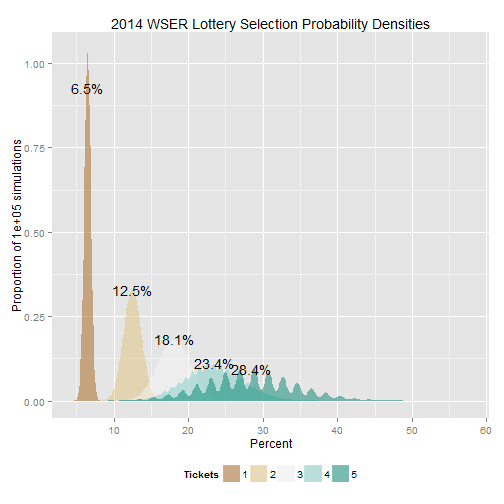 2014 WSER Lottery Selection Probability Densities
Proportion of 1e+05 simulations
1.00
0.75
0.50
0.25
0.00
6.5%
12.5%
18.1%
23.4%
28.4%
10 20 30 40 50 60
Percent
Tickets 1 2 3 4 5